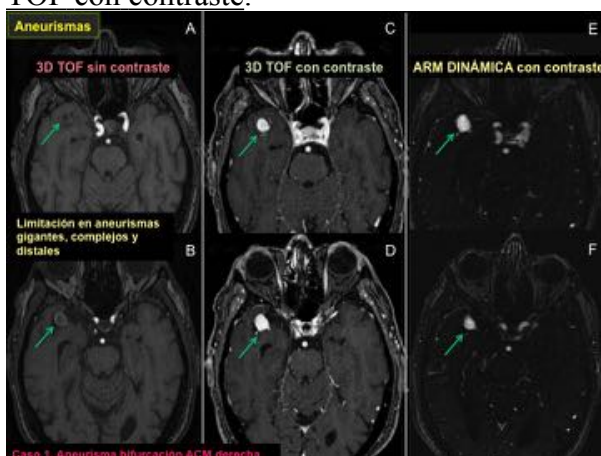 TOF con contraste.
Aneurismas
A
C
E
3D TOF sin contraste
3D TOF con contraste
ARM DINÁMICA con contraste
Limitación en aneurismas
gigantes, complejos y
distales
B
D
F
Caso 1. Aneurisma bifurcación ACM derecha